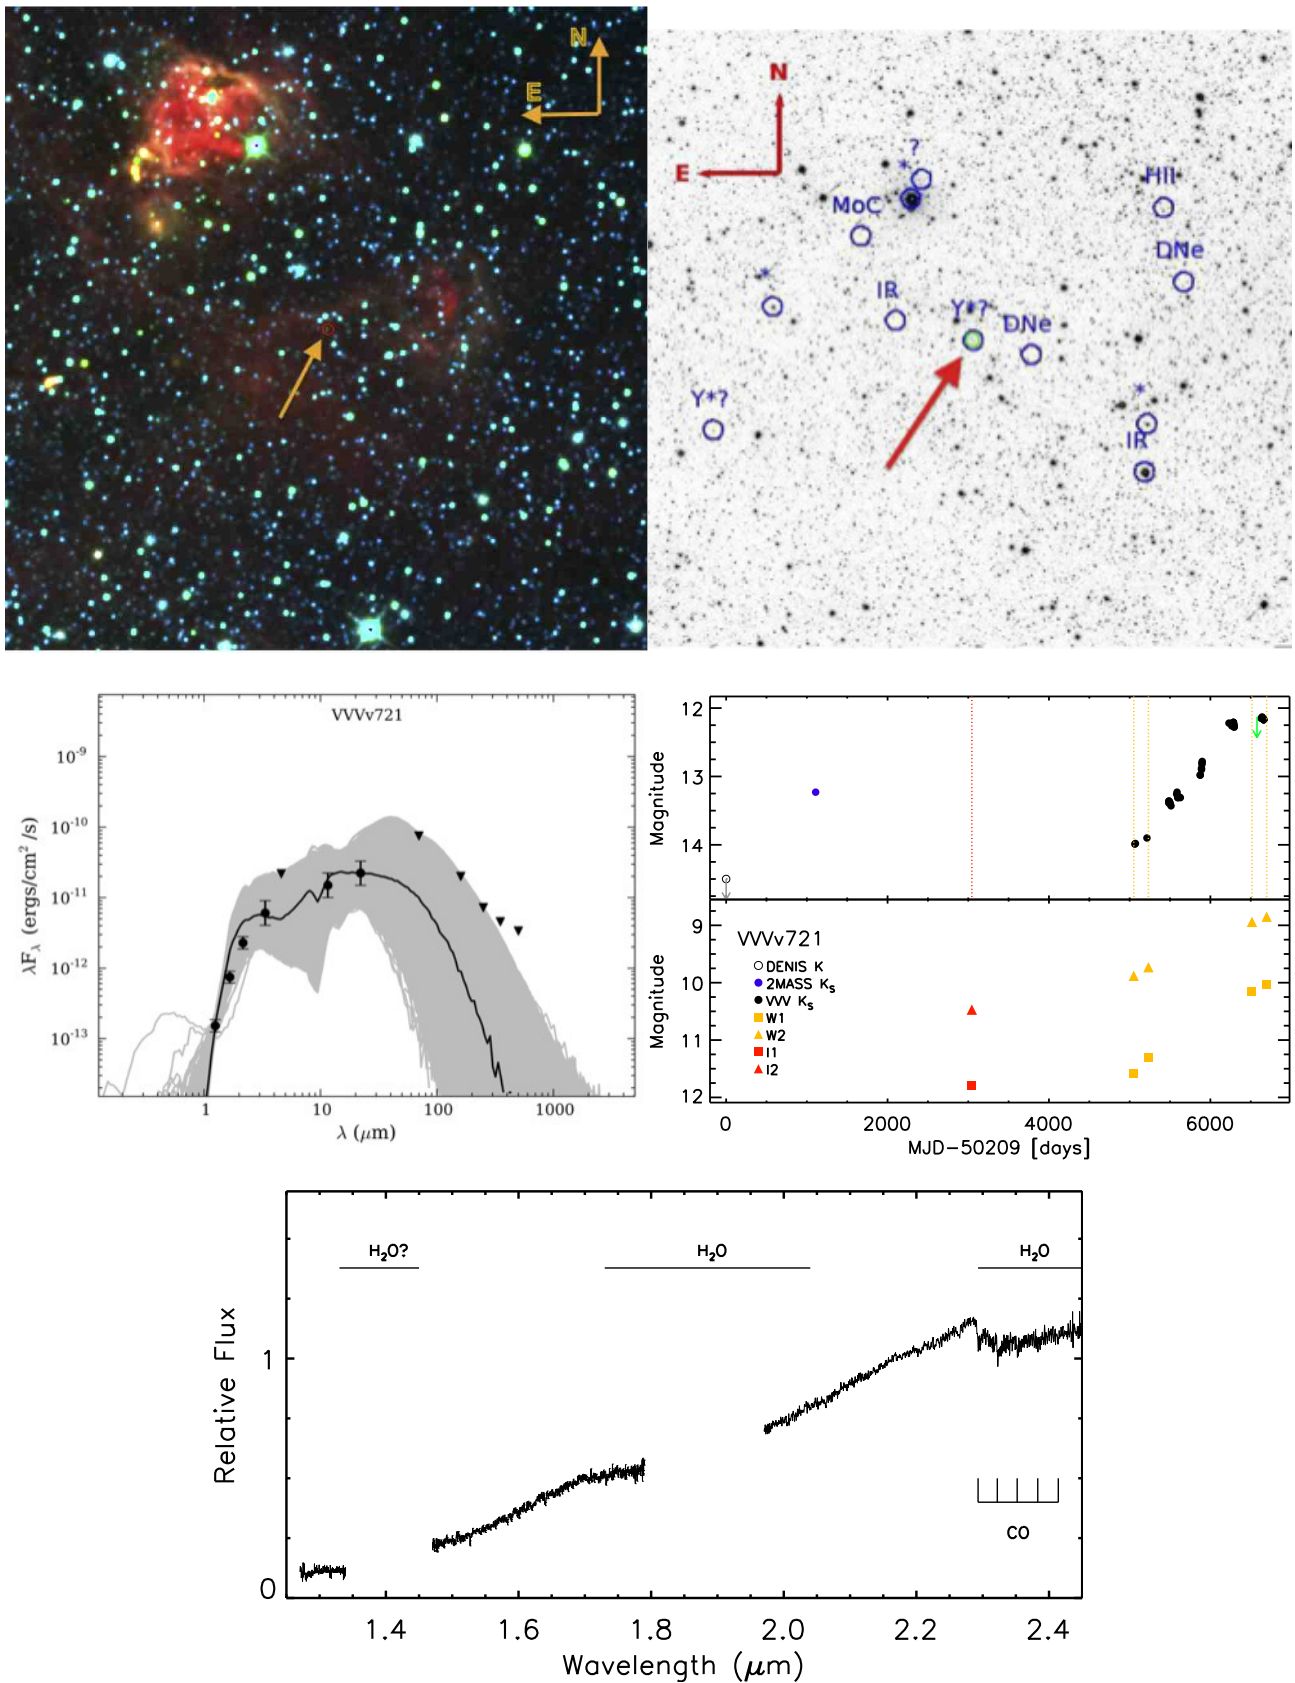 N
E
N
E
?
*
HII
MoC
DNe
*
IR
Y*?
DNe
Y*?
*
IR
VVVv721
10⁻⁹
10⁻¹⁰
10⁻¹¹
10⁻¹²
10⁻¹³
λFλ (ergs/cm² /s)
1 10 100 1000
λ (μm)
12
13
14
Magnitude
9
10
11
12
Magnitude
VVVv721
DENIS K
2MASS Kₛ
VVV Kₛ
W1
W2
I1
I2
0 2000 4000 6000
MJD-50209 [days]
H₂O? H₂O H₂O
1
0
Relative Flux
CO
1.4 1.6 1.8 2.0 2.2 2.4
Wavelength (μm)